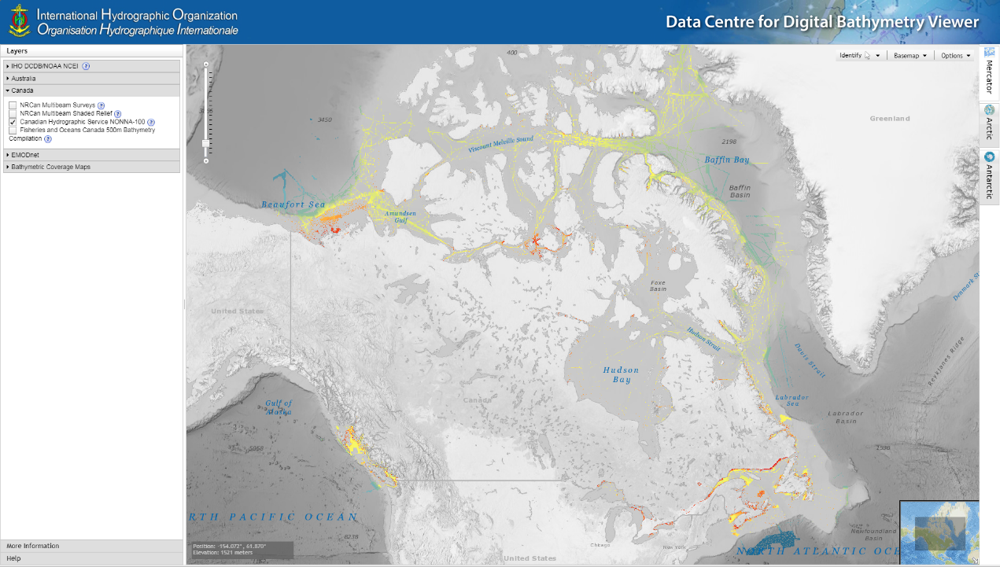 International Hydrographic Organization
Organisation Hydrographique Internationale
Data Centre for Digital Bathymetry Viewer
Layers
IHO DCDB/NOAA NCEI ?
Australia
Canada
NRCan Multibeam Surveys ?
NRCan Multibeam Shaded Relief ?
Canadian Hydrographic Service NONNA-100 ?
Fisheries and Oceans Canada 500m Bathymetry
Compilation ?
EMODnet
Bathymetric Coverage Maps
More Information
Help
Identify
Basemap
Options
Mercator
Arctic
Antarctic
400
3450
Viscount Melville Sound
Greenland
2198
Baffin Bay
Baffin
Basin
Beaufort Sea
Amundsen
Gulf
Foxe
Basin
Denmark St
United States
Hudson Strait
Davis Strait
Reykjanes Ridge
Hudson
Bay
Canada
Gulf of
Alaska
Labrador
Sea
Labrador
Basin
5058
RTH PACIFIC OCEAN
8238
Newfoundland
Basin
Chicago
New York
NORTH ATLANTIC OCE
United States
Position: -154.072°, 61.870°
Elevation: 1521 meters